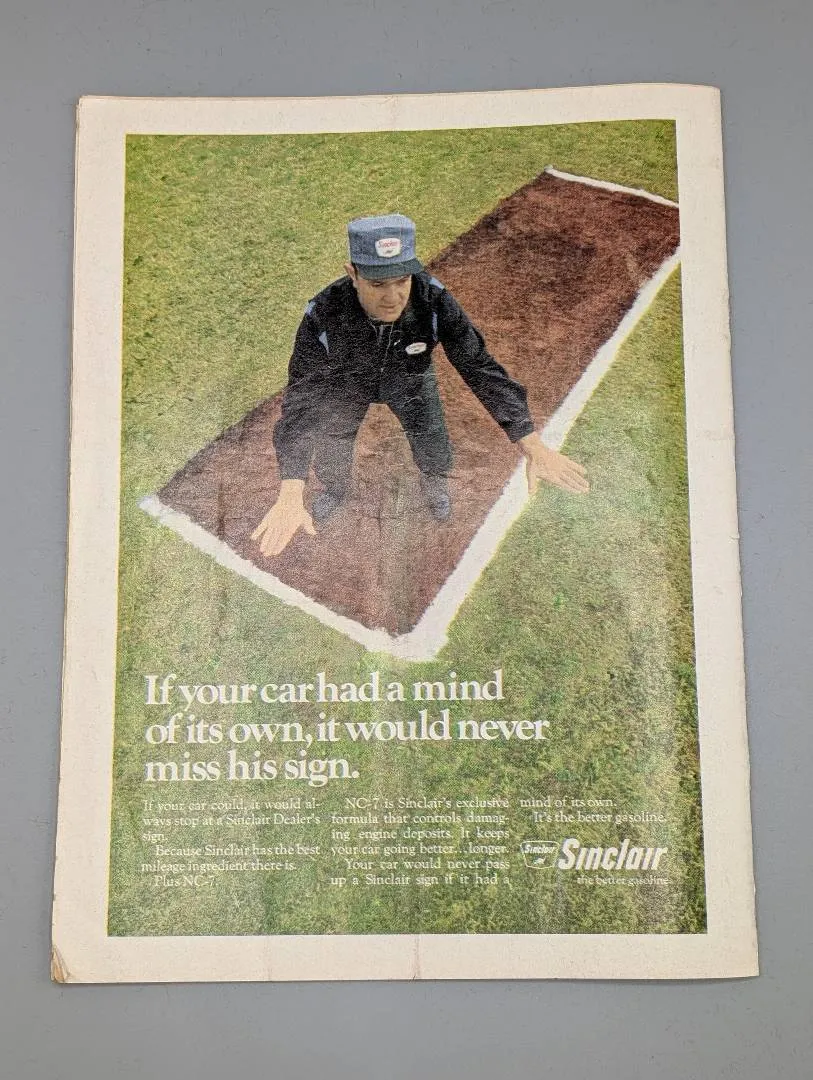 Sinclair
If your car had a mind
of its own, it would never
miss his sign.
If your car could, it would al-
ways stop at a Sinclair Dealer's
sign.
Because Sinclair has the best
mileage ingredient there is.
Plus NC-7.
NC-7 is Sinclair's exclusive
formula that controls damag-
ing engine deposits. It keeps
your car going better...longer.
Your car would never pass
up a Sinclair sign if it had a
mind of its own.
It's the better gasoline.
Sinclair
Sinclair
the better gasoline